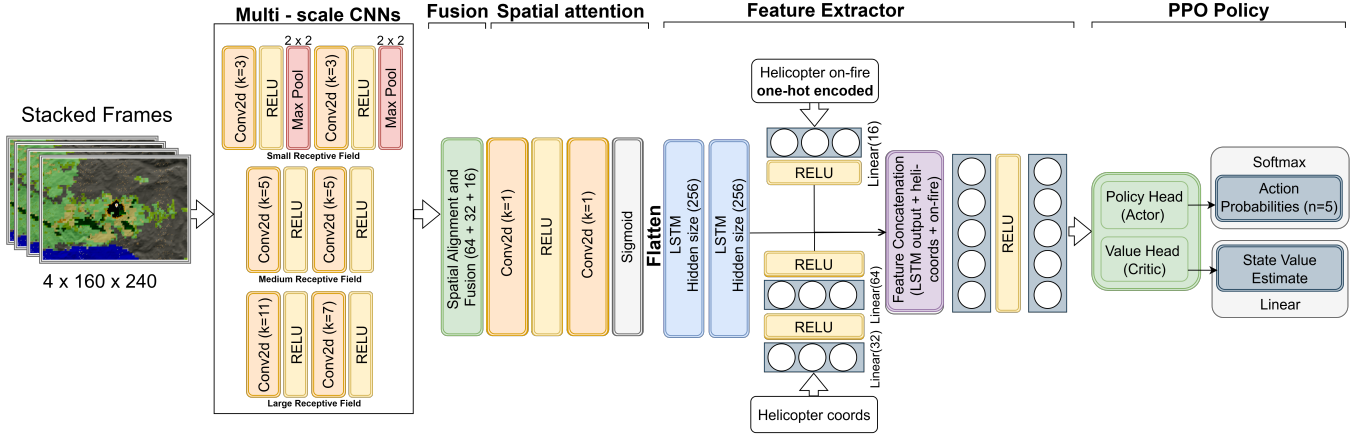 Multi - scale CNNs
Fusion
Spatial attention
Feature Extractor
PPO Policy
Stacked Frames
4 x 160 x 240
2 x 2
2 x 2
Conv2d (k=3)
RELU
Max Pool
Conv2d (k=3)
RELU
Max Pool
Small Receptive Field
Conv2d (k=5)
RELU
Conv2d (k=5)
RELU
Medium Receptive Field
Conv2d (k=11)
RELU
Conv2d (k=7)
RELU
Large Receptive Field
Spatial Alignment and
Fusion (64 + 32 + 16)
Conv2d (k=1)
RELU
Conv2d (k=1)
Sigmoid
Flatten
LSTM
Hidden size (256)
LSTM
Hidden size (256)
Helicopter on-fire
one-hot encoded
Linear(16)
RELU
RELU
Linear(64)
RELU
Linear(32)
Helicopter coords
Feature Concatenation
(LSTM output + heli-
coords + on-fire)
RELU
Policy Head
(Actor)
Value Head
(Critic)
Softmax
Action
Probabilities (n=5)
State Value
Estimate
Linear